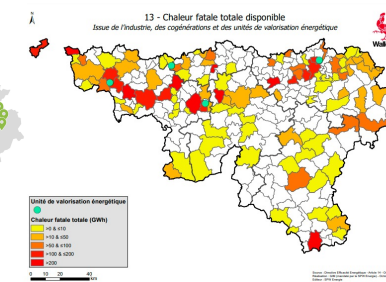 13 - Chaleur fatale totale disponible
Issue de l'industrie, des cogénérations et des unités de valorisation énergétique
N
Unité de valorisation énergétique
Chaleur fatale totale (GWh)
>0 & ≤10
>10 & ≤50
>50 & ≤100
>100 & ≤200
>200
0 10 20 40
km